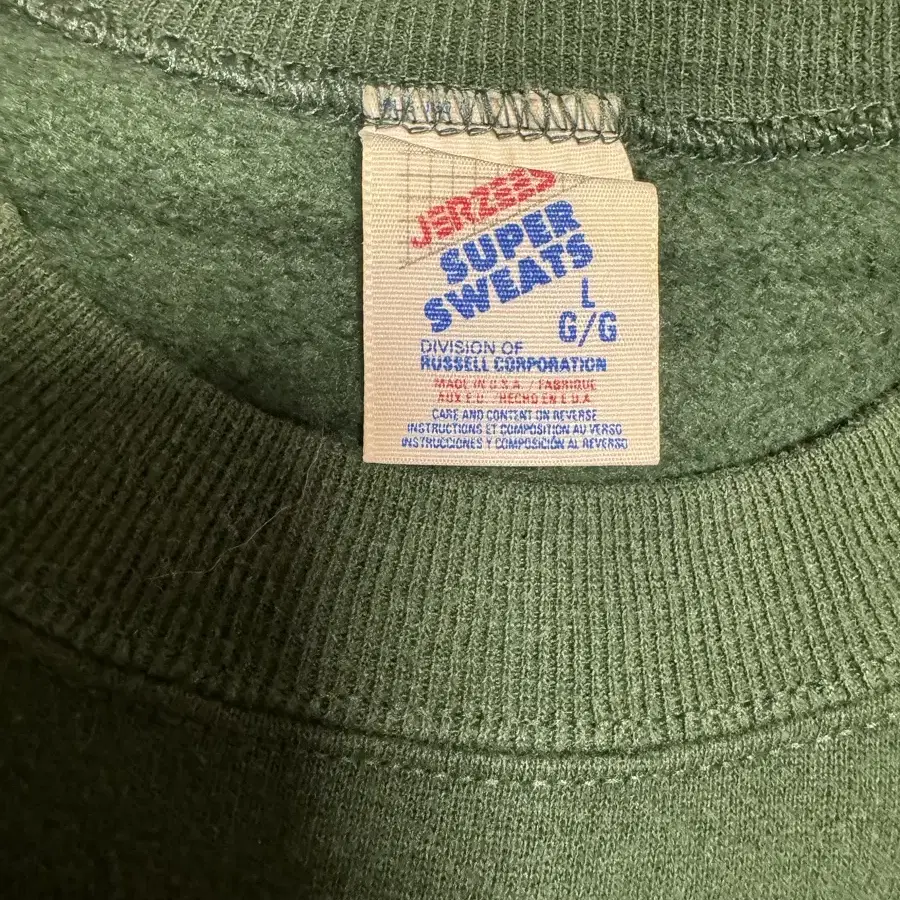 JERZEES
SUPER
SWEATS
L
G/G
DIVISION OF
RUSSELL CORPORATION
MADE IN U.S.A. / FABRIQUE
AUX E.U. / HECHO EN E.U.A.
CARE AND CONTENT ON REVERSE
INSTRUCTIONS ET COMPOSITION AU VERSO
INSTRUCCIONES Y COMPOSICIÓN AL REVERSO